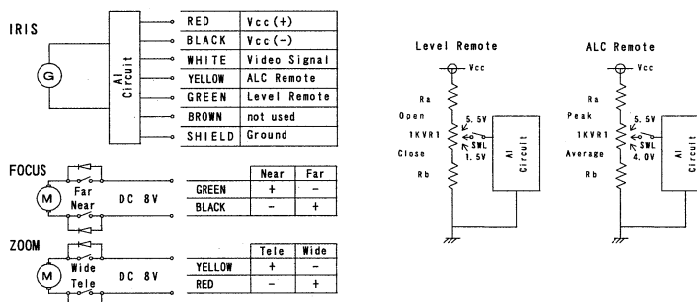 IRIS
G
AI Circuit
RED Vcc(+)
BLACK Vcc(-)
WHITE Video Signal
YELLOW ALC Remote
GREEN Level Remote
BROWN not used
SHIELD Ground
FOCUS
M
Far
Near
DC 8V
Near Far
GREEN + -
BLACK - +
ZOOM
M
Wide
Tele
DC 8V
Tele Wide
YELLOW + -
RED - +
Level Remote
Vcc
Ra
Open
5.5V
1KVR1
SWL
Close
1.5V
Rb
AI Circuit
ALC Remote
Vcc
Ra
Peak
5.5V
1KVR1
SWL
Average
4.0V
Rb
AI Circuit